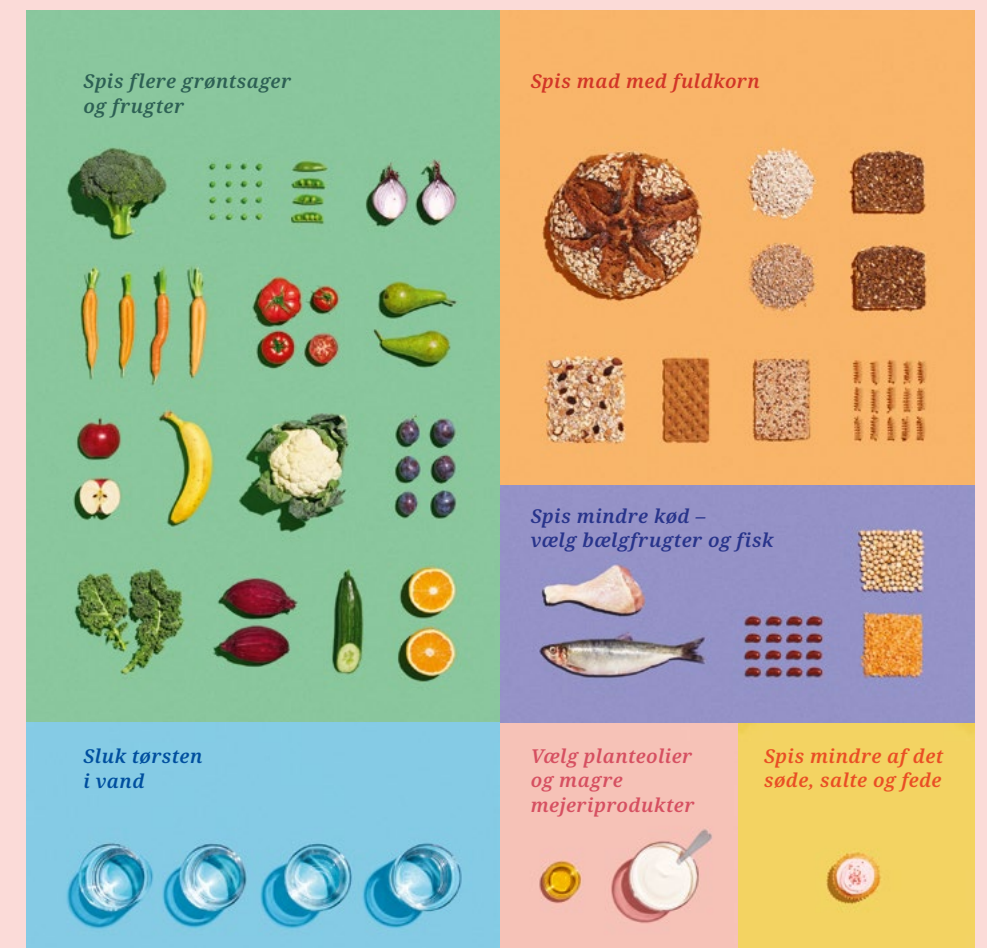 Spis flere grøntsager
og frugter
Spis mad med fuldkorn
Spis mindre kød –
vælg bælgfrugter og fisk
Sluk tørsten
i vand
Vælg planteolier
og magre
mejeriprodukter
Spis mindre af det
søde, salte og fede